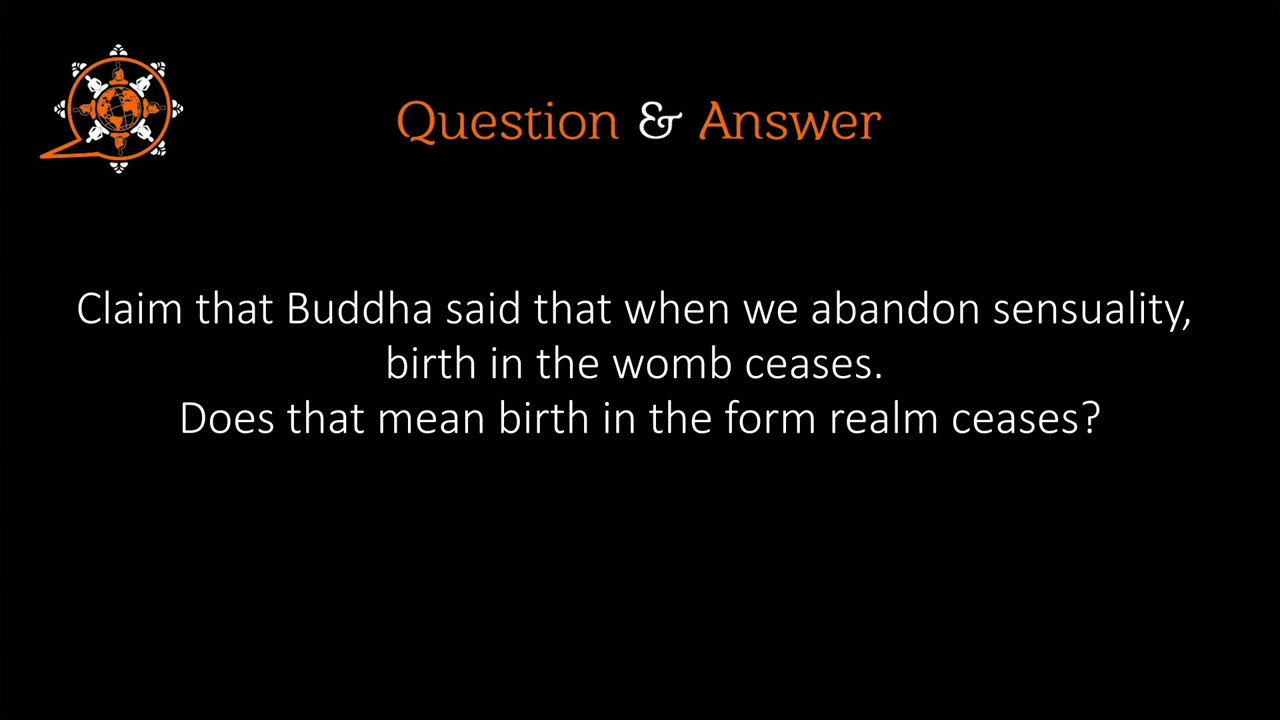 Question & Answer
Claim that Buddha said that when we abandon sensuality,
birth in the womb ceases.
Does that mean birth in the form realm ceases?